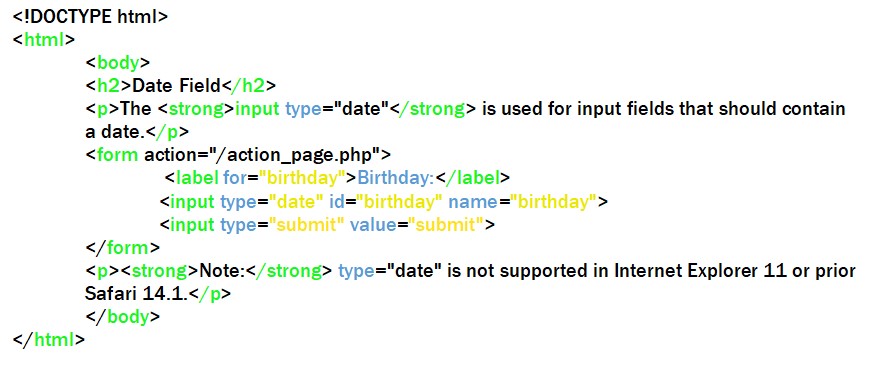 <!DOCTYPE html>
<html>
<body>
<h2>Date Field</h2>
<p>The <strong>input type="date"</strong> is used for input fields that should contain
a date.</p>
<form action="/action_page.php">
<label for="birthday">Birthday:</label>
<input type="date" id="birthday" name="birthday">
<input type="submit" value="submit">
</form>
<p><strong>Note:</strong> type="date" is not supported in Internet Explorer 11 or prior
Safari 14.1.</p>
</body>
</html>